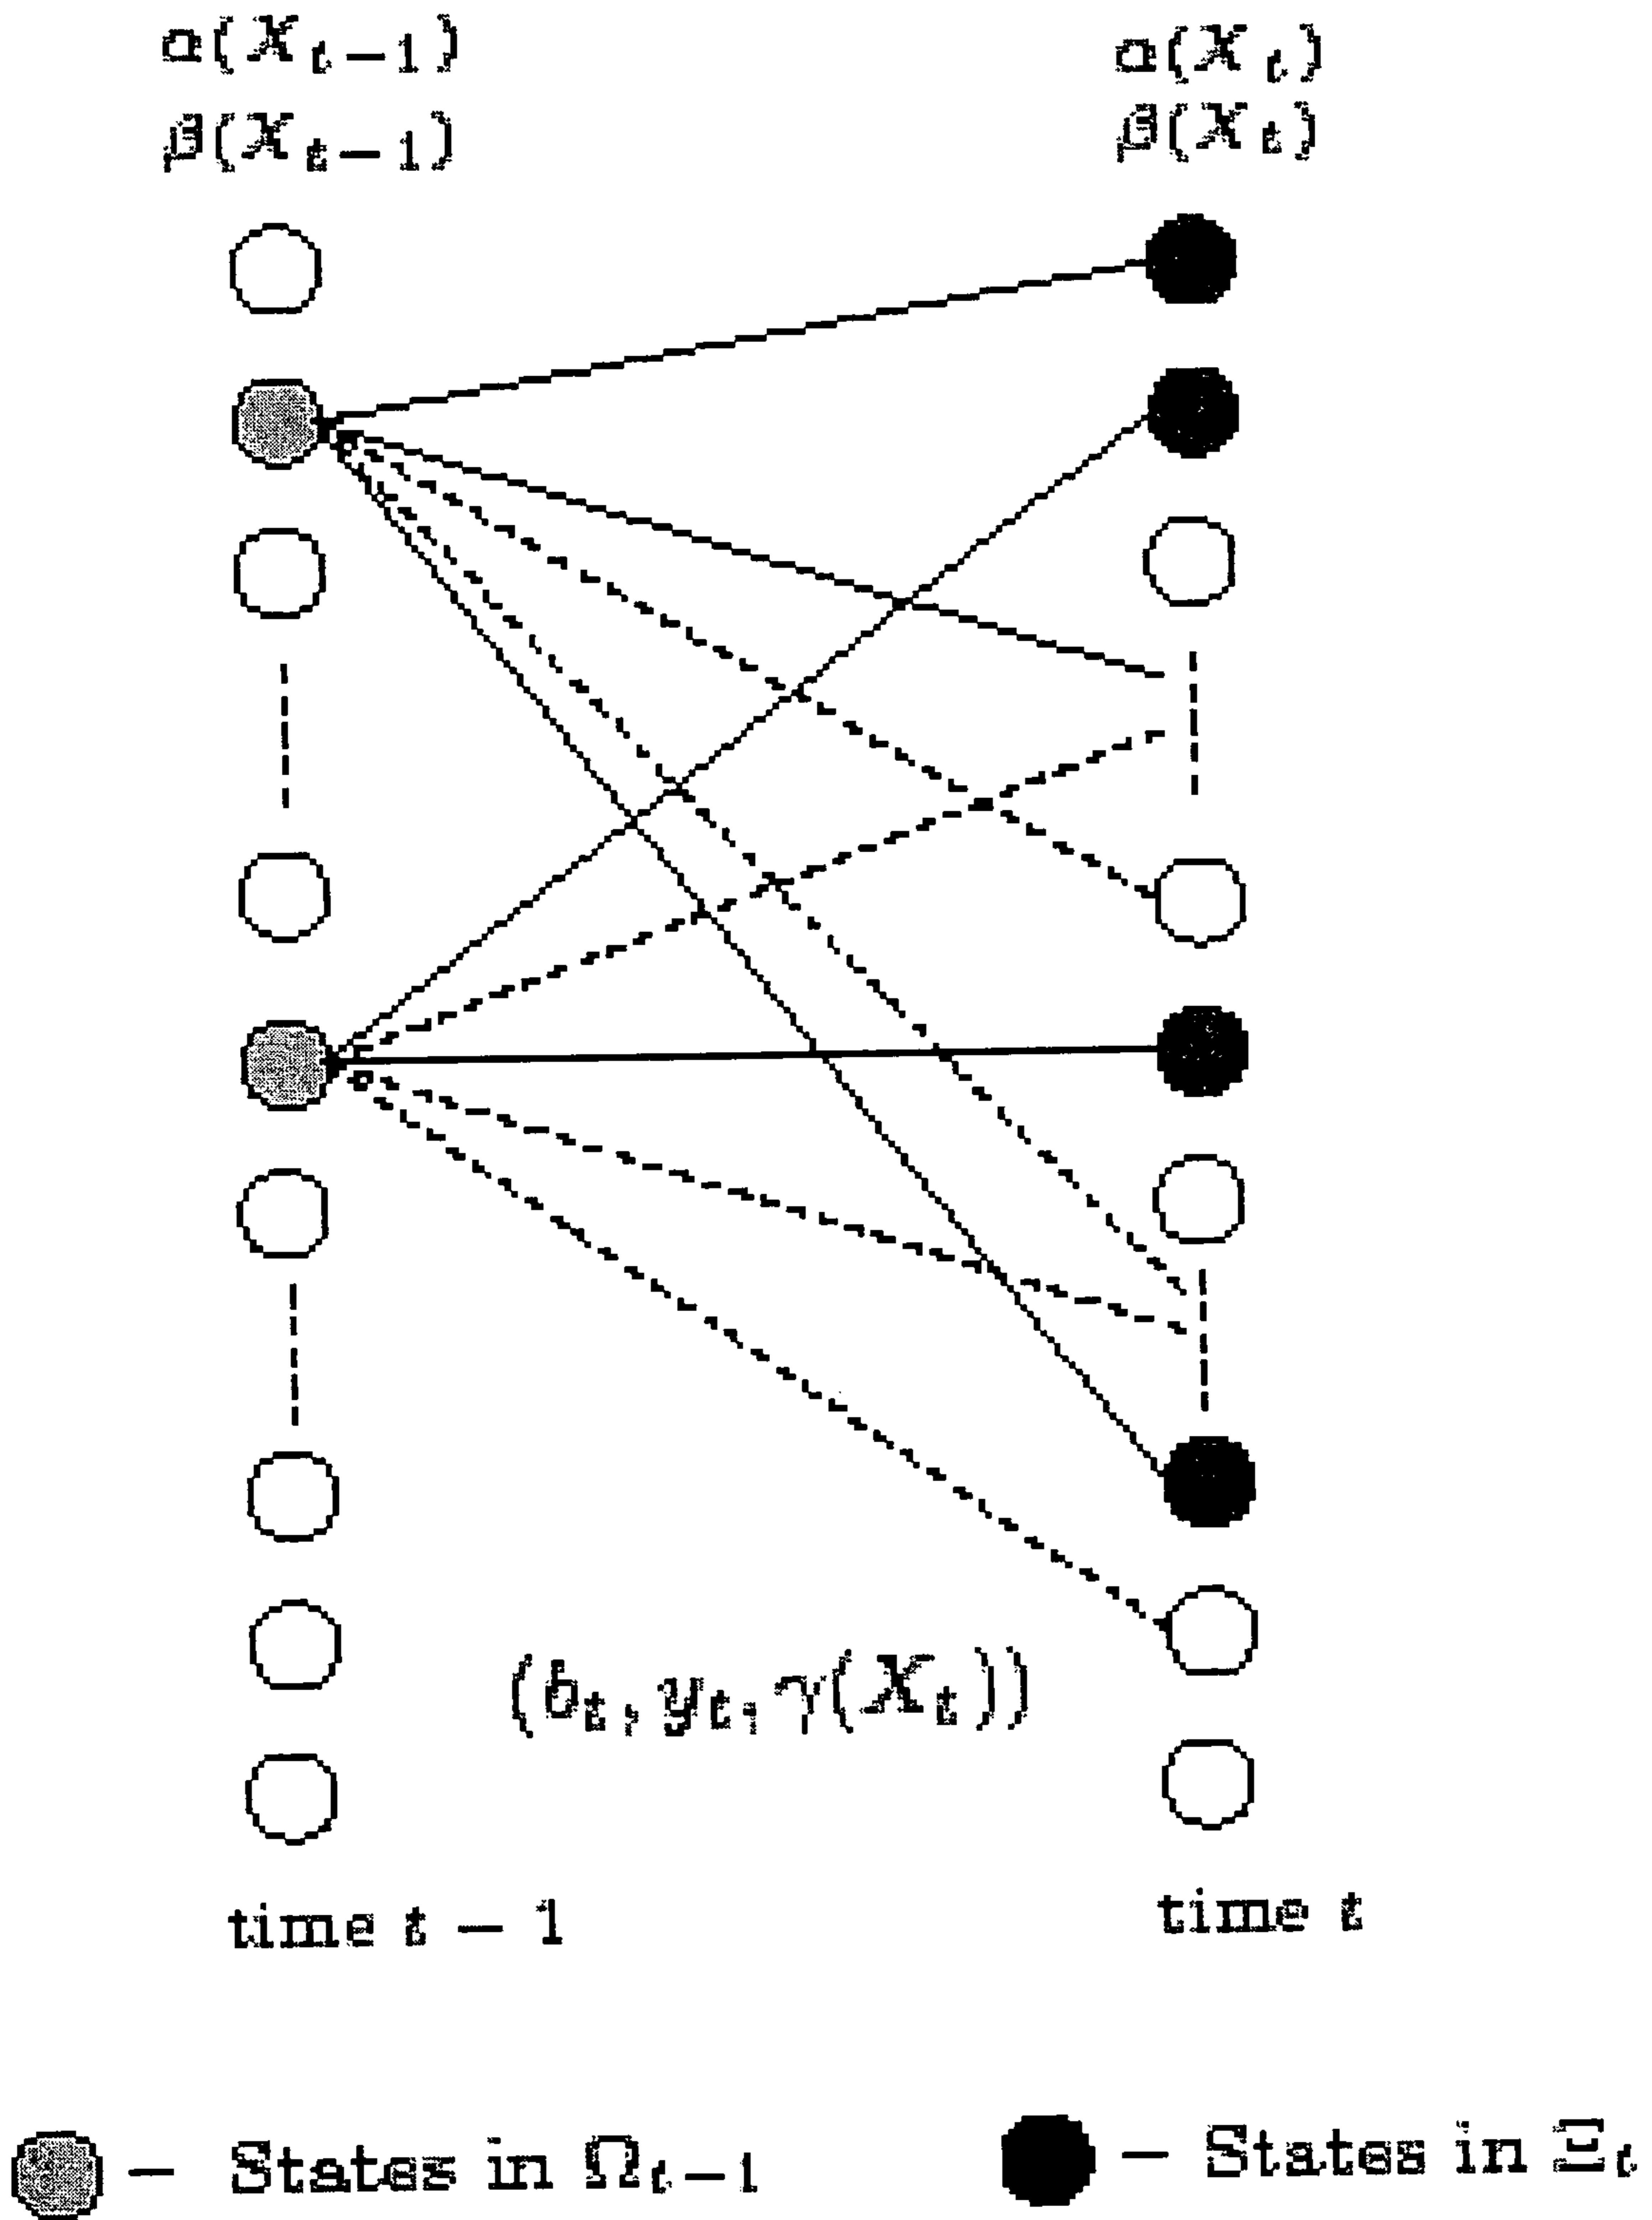 α(X_{t−1})
α(X_t)
β(X_{t−1})
β(X_t)
(b_t, y_t, γ(X_t))
time t − 1
time t
– States in Ω_{t−1}
– States in Ξ_t